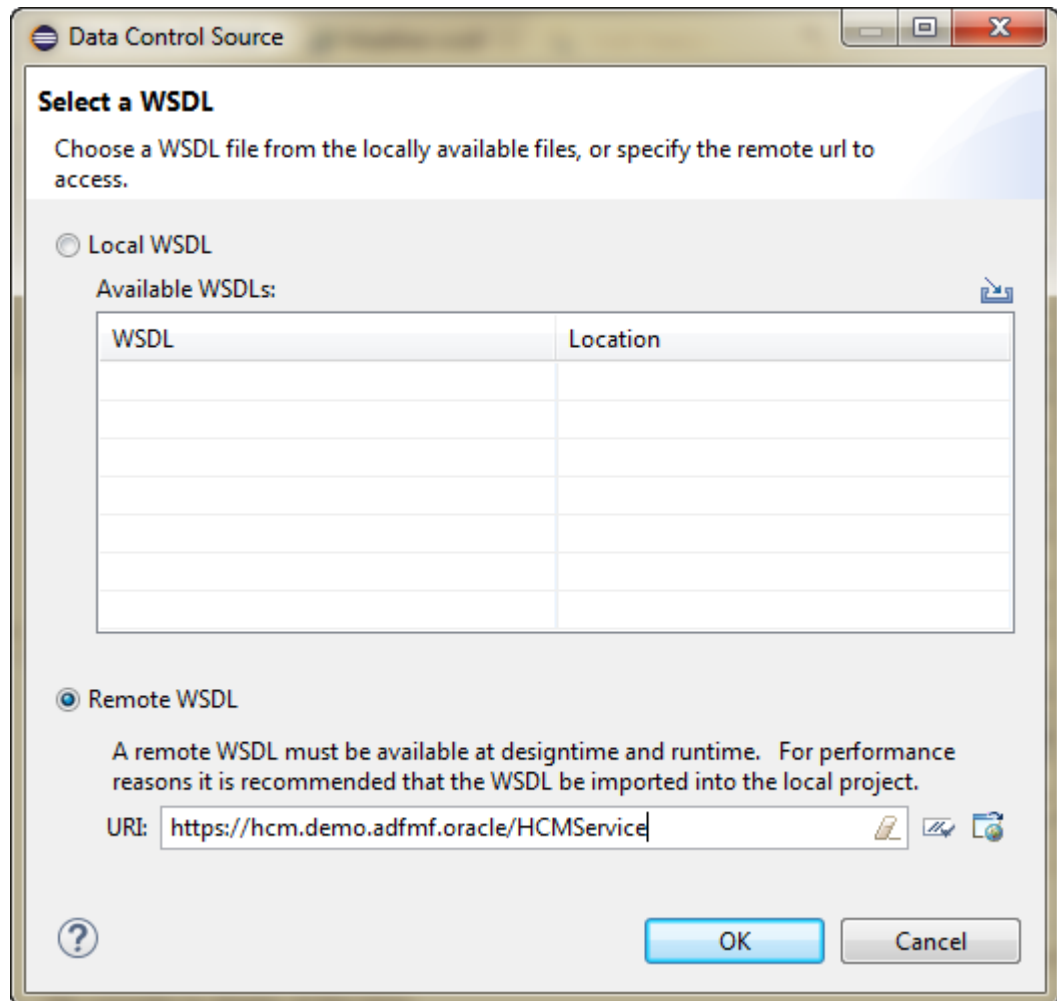 Data Control Source
Select a WSDL
Choose a WSDL file from the locally available files, or specify the remote url to
access.
Local WSDL
Available WSDLs:
WSDL Location
Remote WSDL
A remote WSDL must be available at designtime and runtime.   For performance
reasons it is recommended that the WSDL be imported into the local project.
URI: https://hcm.demo.adfmf.oracle/HCMService
OK Cancel